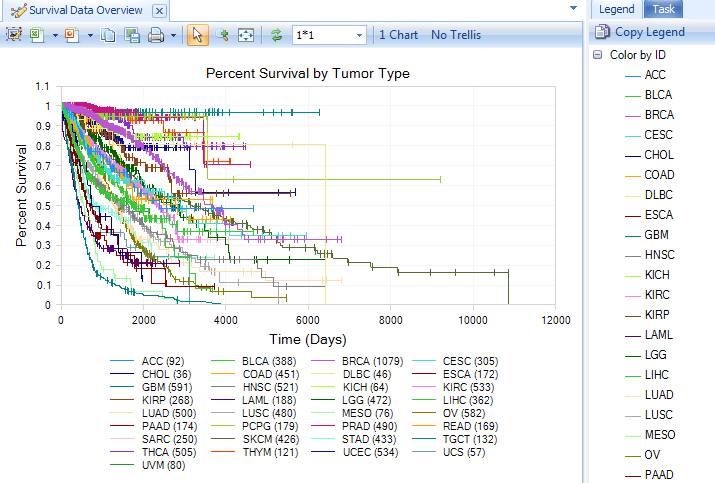 Survival Data Overview
Legend
Task
1*1
1 Chart
No Trellis
Copy Legend
Percent Survival by Tumor Type
Percent Survival
1.1
1
0.9
0.8
0.7
0.6
0.5
0.4
0.3
0.2
0.1
0
0 2000 4000 6000 8000 10000 12000
Time (Days)
ACC (92) BLCA (388) BRCA (1079) CESC (305)
CHOL (36) COAD (451) DLBC (46) ESCA (172)
GBM (591) HNSC (521) KICH (64) KIRC (533)
KIRP (268) LAML (188) LGG (472) LIHC (362)
LUAD (500) LUSC (480) MESO (76) OV (582)
PAAD (174) PCPG (179) PRAD (490) READ (169)
SARC (250) SKCM (426) STAD (433) TGCT (132)
THCA (505) THYM (121) UCEC (534) UCS (57)
UVM (80)
Color by ID
ACC
BLCA
BRCA
CESC
CHOL
COAD
DLBC
ESCA
GBM
HNSC
KICH
KIRC
KIRP
LAML
LGG
LIHC
LUAD
LUSC
MESO
OV
PAAD